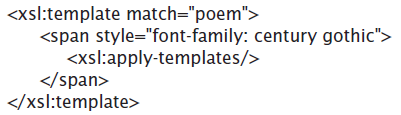 <xsl:template match="poem">
<span style="font-family: century gothic">
<xsl:apply-templates/>
</span>
</xsl:template>